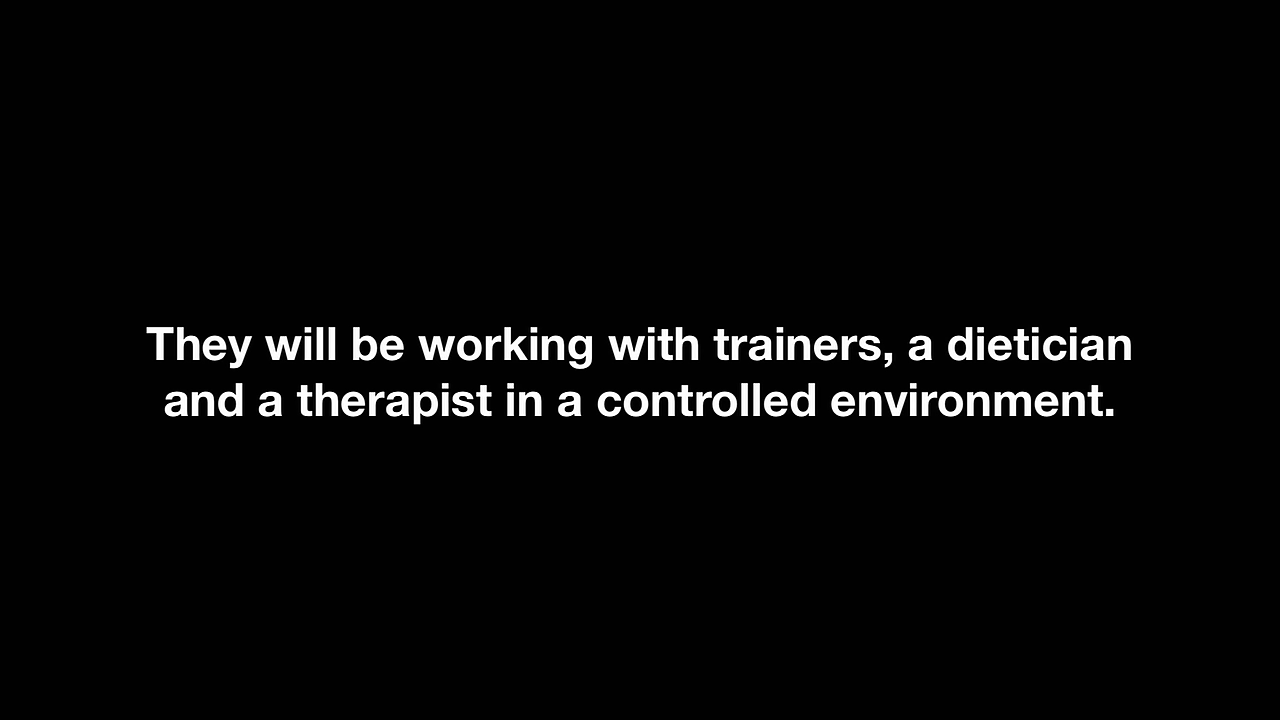 They will be working with trainers, a dietician
and a therapist in a controlled environment.